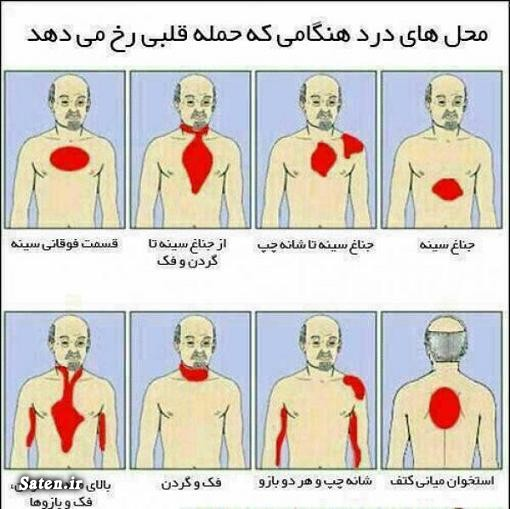 محل های درد هنگامی که حمله قلبی رخ می دهد
جناغ سینه
جناغ سینه تا شانه چپ
از جناغ سینه تا
گردن و فک
قسمت فوقانی سینه
استخوان میانی کتف
شانه چپ و هر دو بازو
فک و گردن
بالای
فک و بازوها
Saten.ir